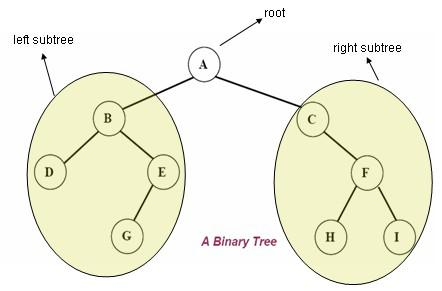 root
left subtree
right subtree
A
B
C
D
E
F
G
H
I
A Binary Tree